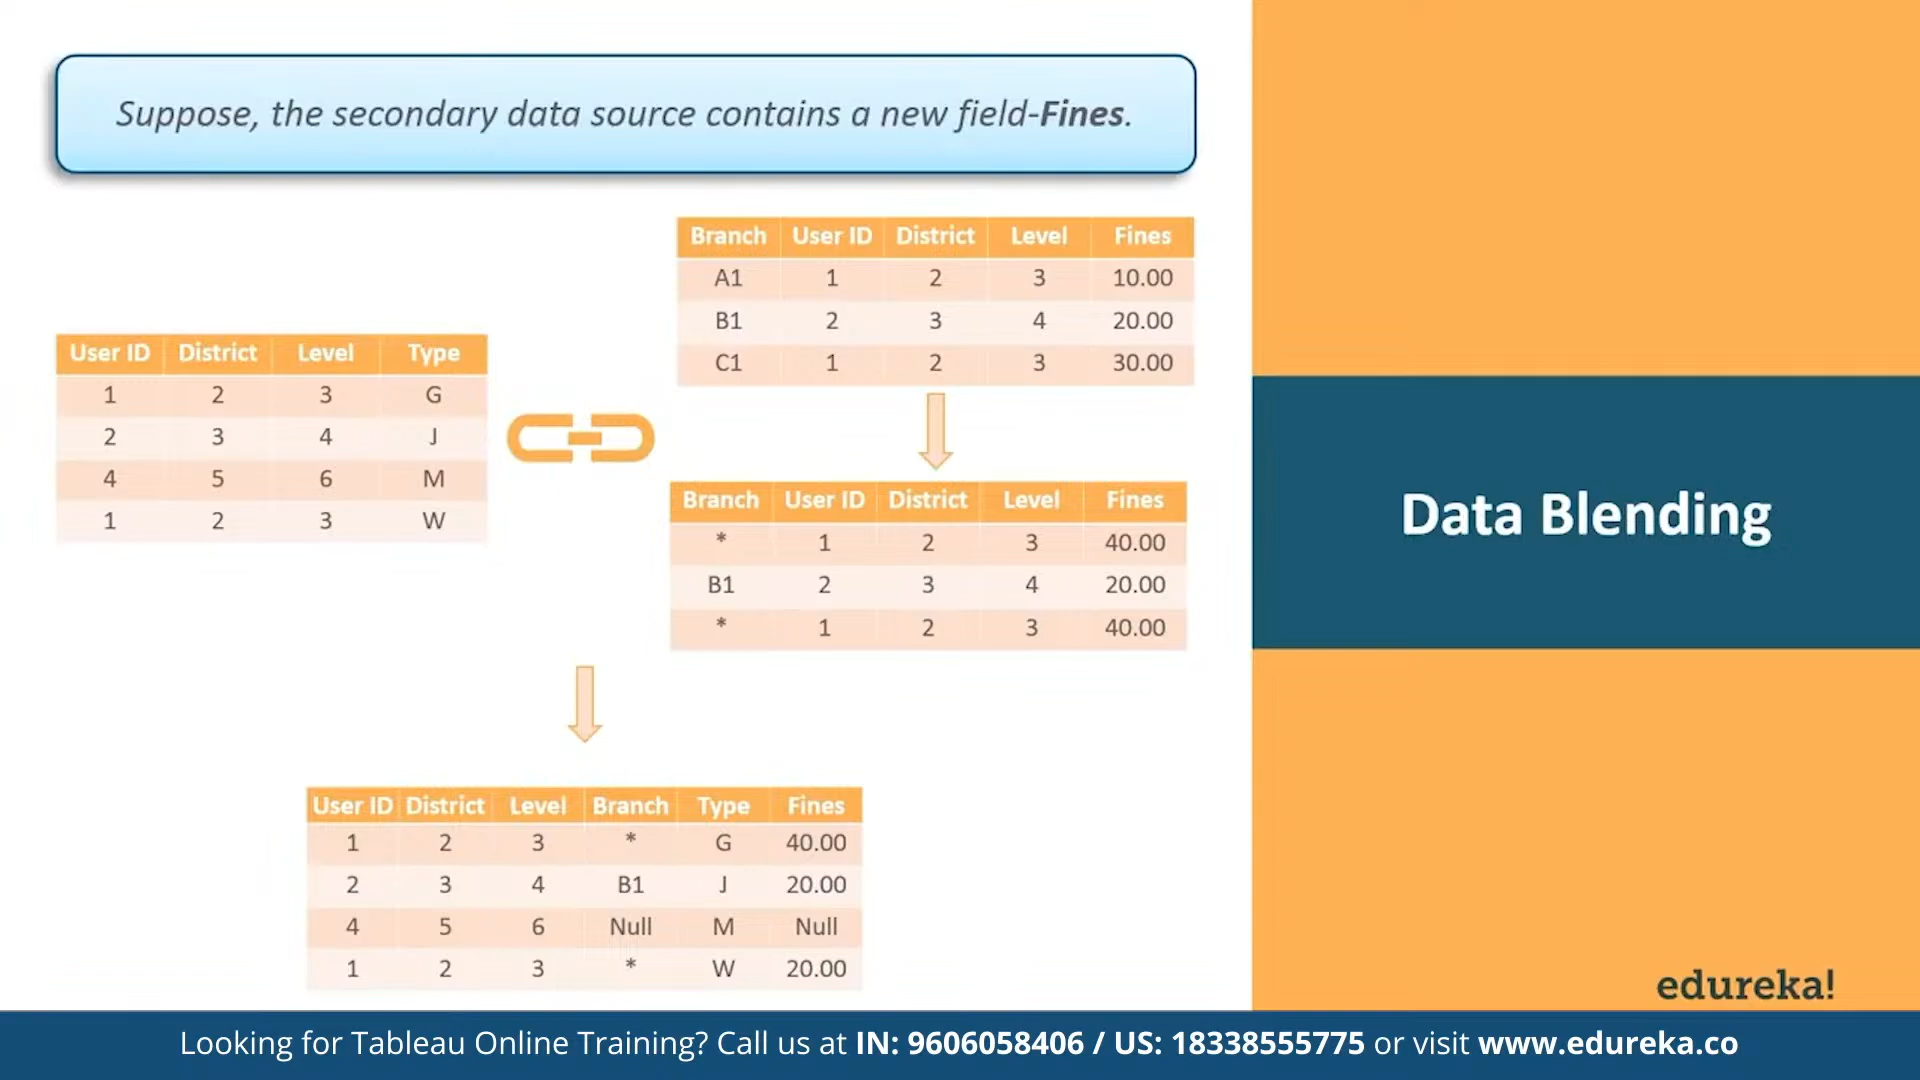 Suppose, the secondary data source contains a new field-Fines.
Branch User ID District Level Fines
A1 1 2 3 10.00
B1 2 3 4 20.00
C1 1 2 3 30.00
User ID District Level Type
1 2 3 G
2 3 4 J
4 5 6 M
1 2 3 W
Branch User ID District Level Fines
* 1 2 3 40.00
B1 2 3 4 20.00
* 1 2 3 40.00
User ID District Level Branch Type Fines
1 2 3 * G 40.00
2 3 4 B1 J 20.00
4 5 6 Null M Null
1 2 3 * W 20.00
Data Blending
edureka!
Looking for Tableau Online Training? Call us at IN: 9606058406 / US: 18338555775 or visit www.edureka.co